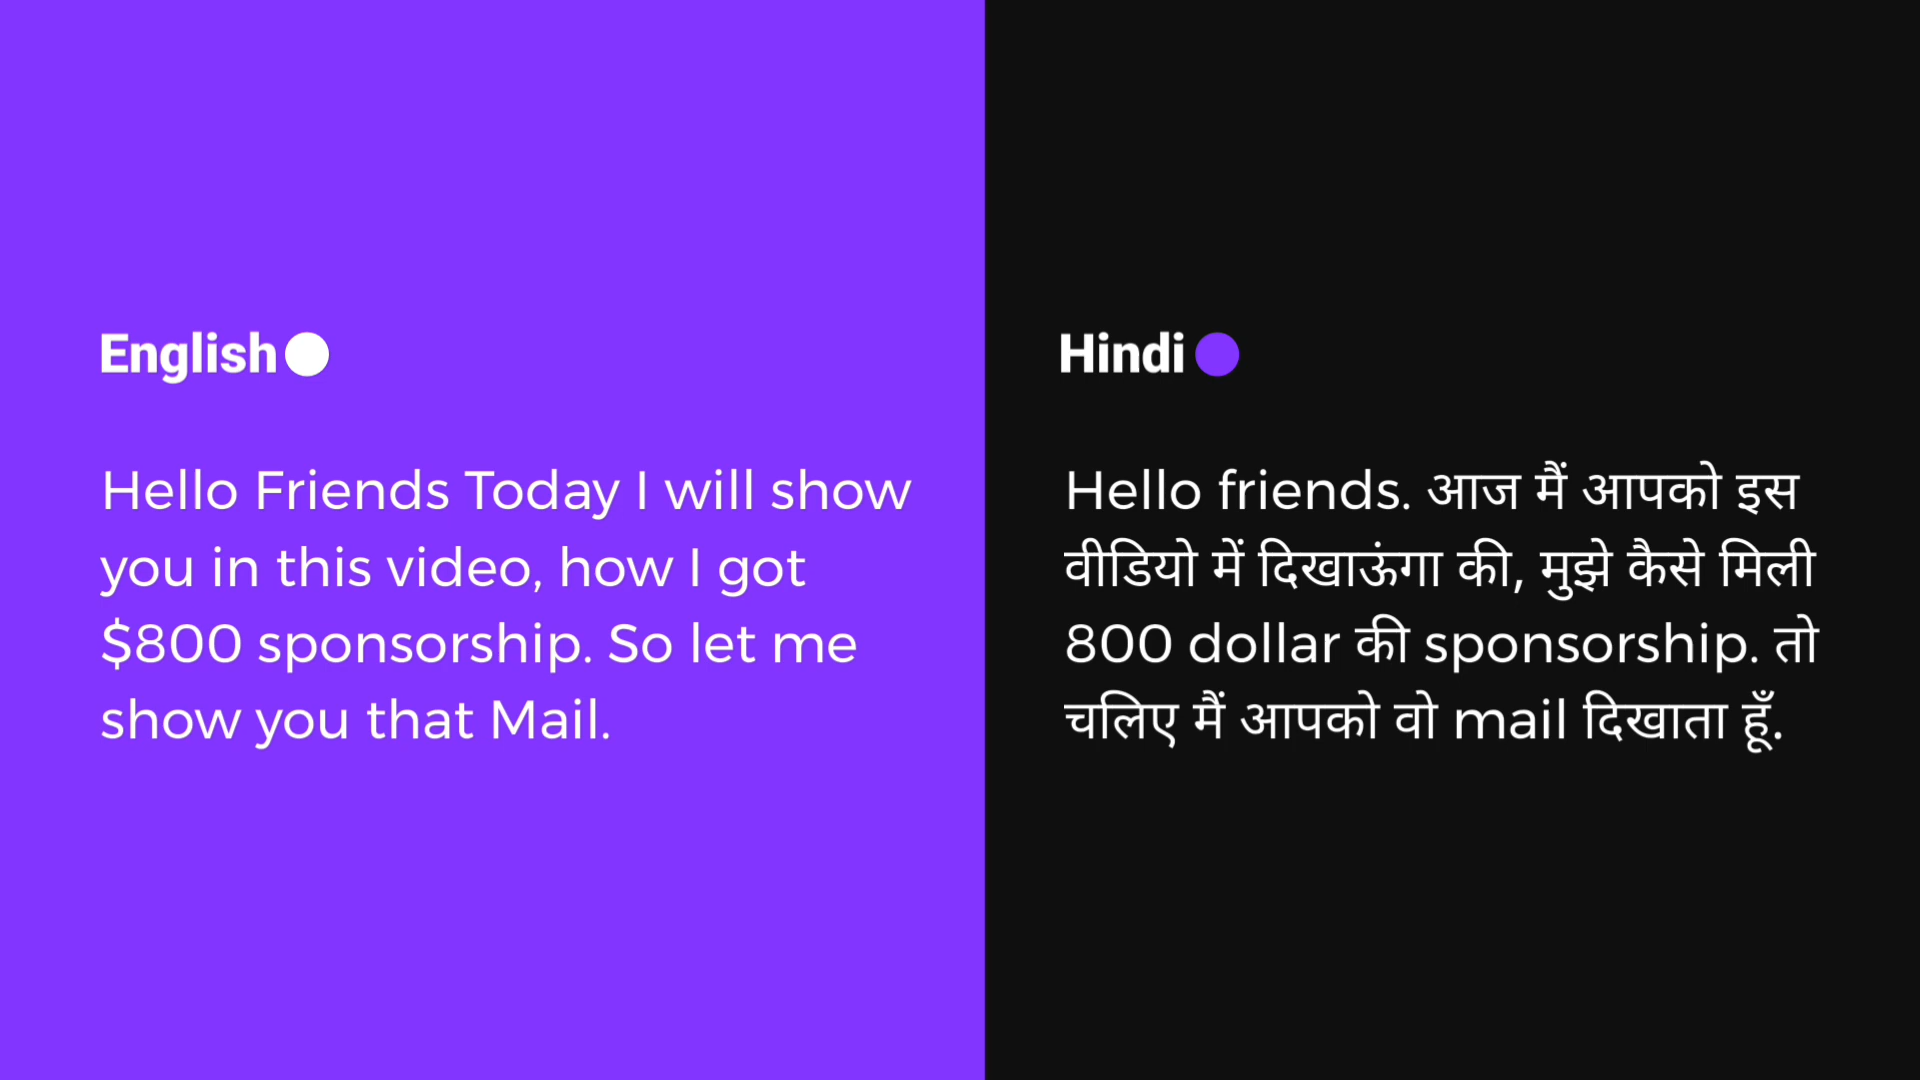 English
Hello Friends Today I will show
you in this video, how I got
$800 sponsorship. So let me
show you that Mail.
Hindi
Hello friends. आज मैं आपको इस
वीडियो में दिखाऊंगा की, मुझे कैसे मिली
800 dollar की sponsorship. तो
चलिए मैं आपको वो mail दिखाता हूँ.